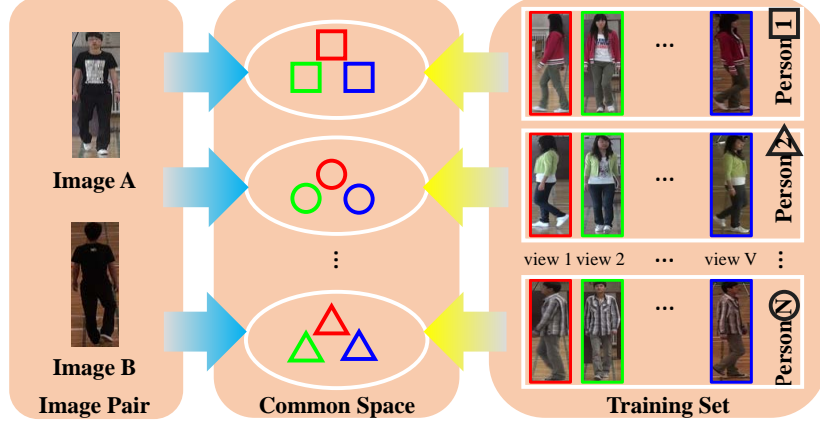 Image A
Image B
Image Pair
⋮
Common Space
...
Person 1
...
Person 2
view 1 view 2 ... view V ⋮
...
Person N
Training Set